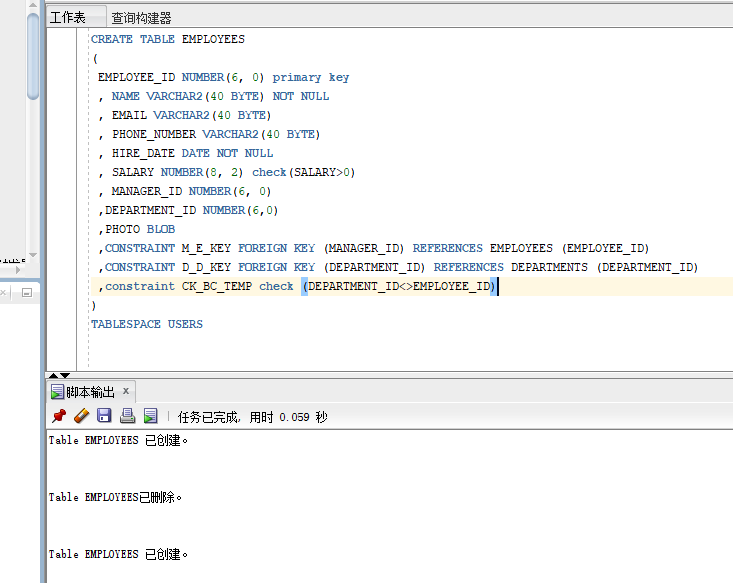 工作表 查询构建器
CREATE TABLE EMPLOYEES
(
EMPLOYEE_ID NUMBER(6, 0) primary key
, NAME VARCHAR2(40 BYTE) NOT NULL
, EMAIL VARCHAR2(40 BYTE)
, PHONE_NUMBER VARCHAR2(40 BYTE)
, HIRE_DATE DATE NOT NULL
, SALARY NUMBER(8, 2) check(SALARY>0)
, MANAGER_ID NUMBER(6, 0)
,DEPARTMENT_ID NUMBER(6,0)
,PHOTO BLOB
,CONSTRAINT M_E_KEY FOREIGN KEY (MANAGER_ID) REFERENCES EMPLOYEES (EMPLOYEE_ID)
,CONSTRAINT D_D_KEY FOREIGN KEY (DEPARTMENT_ID) REFERENCES DEPARTMENTS (DEPARTMENT_ID)
,constraint CK_BC_TEMP check (DEPARTMENT_ID<>EMPLOYEE_ID)
)
TABLESPACE USERS
脚本输出 x
任务已完成, 用时 0.059 秒
Table EMPLOYEES 已创建。
Table EMPLOYEES已删除。
Table EMPLOYEES 已创建。